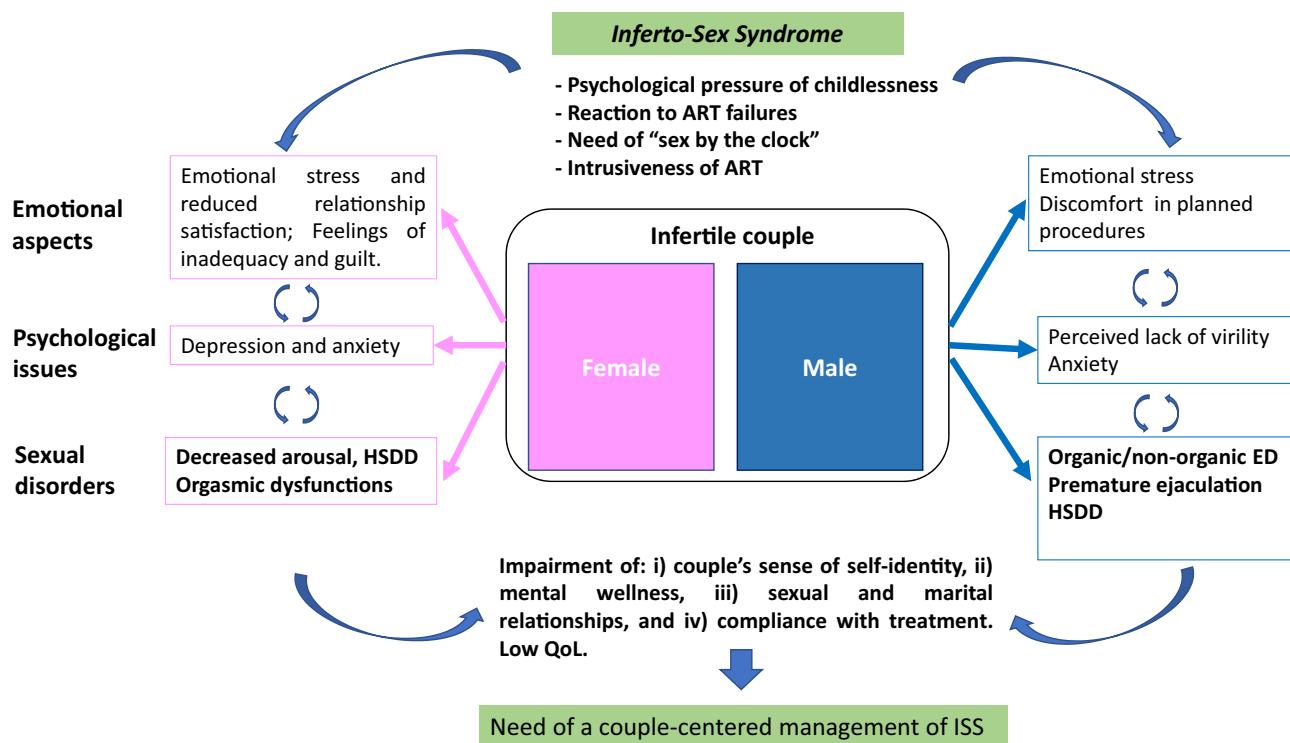 Inferto-Sex Syndrome
- Psychological pressure of childlessness
- Reaction to ART failures
- Need of “sex by the clock”
- Intrusiveness of ART
Emotional
aspects
Emotional stress and
reduced relationship
satisfaction; Feelings of
inadequacy and guilt.
Infertile couple
Emotional stress
Discomfort in planned
procedures
Psychological
issues
Depression and anxiety
Female
Male
Perceived lack of virility
Anxiety
Sexual
disorders
Decreased arousal, HSDD
Orgasmic dysfunctions
Organic/non-organic ED
Premature ejaculation
HSDD
Impairment of: i) couple’s sense of self-identity, ii)
mental wellness, iii) sexual and marital
relationships, and iv) compliance with treatment.
Low QoL.
Need of a couple-centered management of ISS